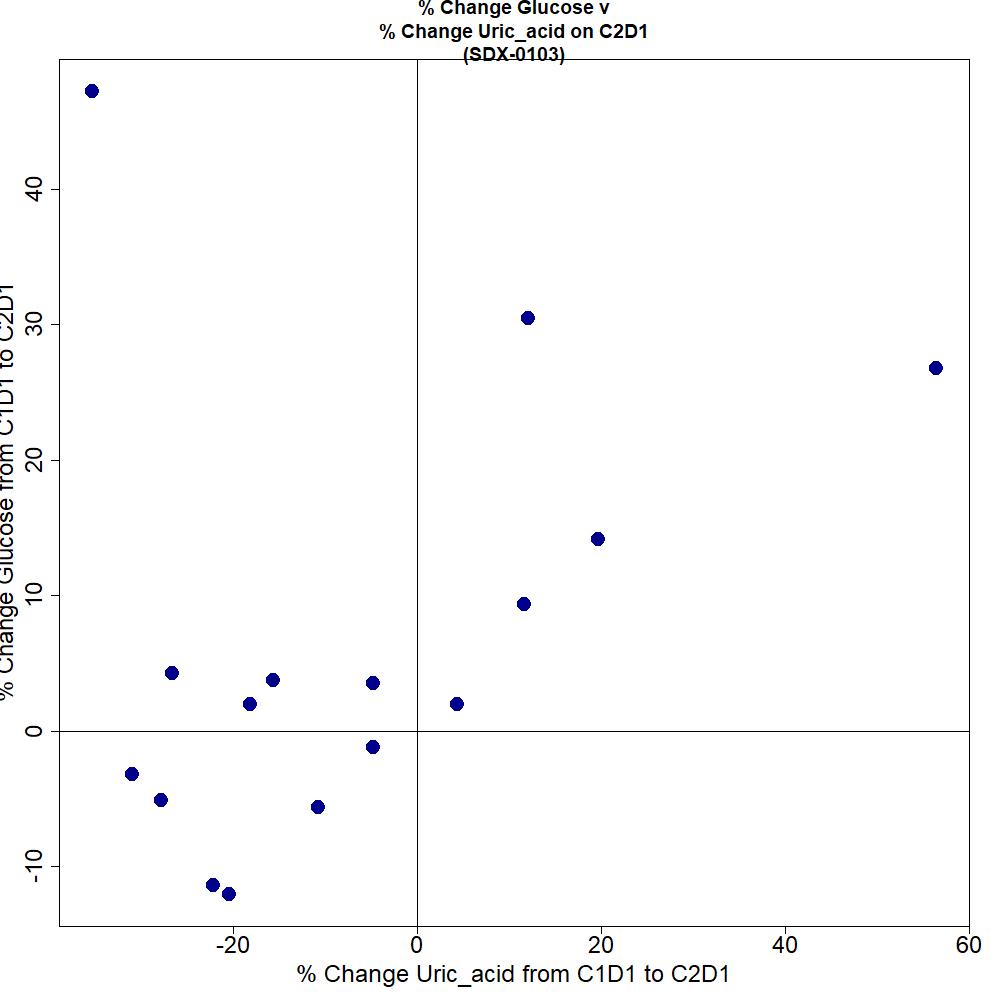 % Change Glucose v
% Change Uric_acid on C2D1
(SDX-0103)
% Change Glucose from C1D1 to C2D1
40
30
20
10
0
-10
-20
0
20
40
60
% Change Uric_acid from C1D1 to C2D1